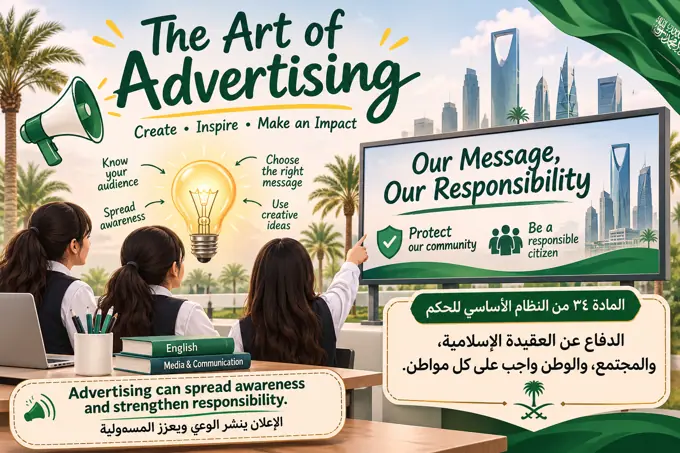 The Art of
Advertising
Create • Inspire • Make an Impact
Know
your
audience
Choose
the right
message
Spread
awareness
Use
creative
ideas
Our Message,
Our Responsibility
Protect
our community
Be a
responsible
citizen
المادة ٣٤ من النظام الأساسي للحكم
الدفاع عن العقيدة الإسلامية،
والمجتمع، والوطن واجب على كل مواطن.
English
Media & Communication
Advertising can spread awareness
and strengthen responsibility.
الإعلان ينشر الوعي ويعزز المسؤولية